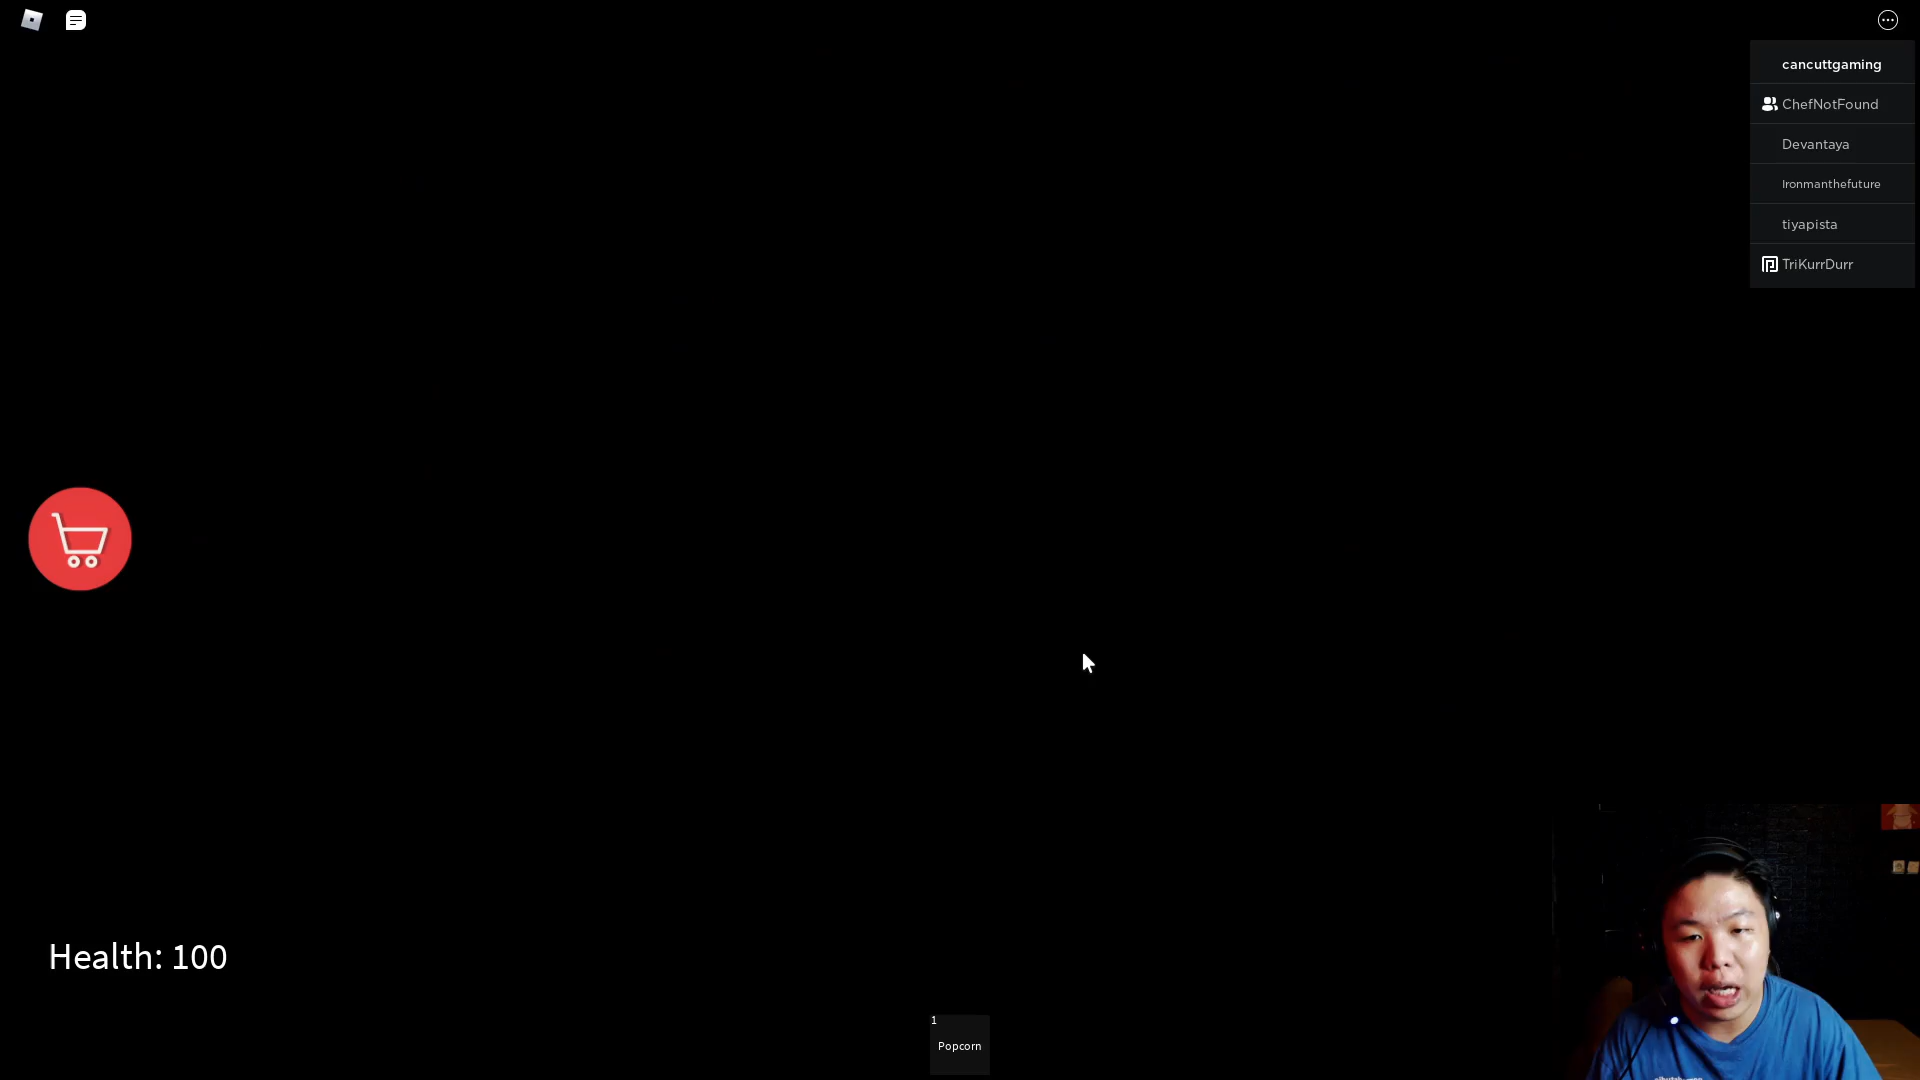 cancuttgaming
ChefNotFound
Devantaya
Ironmanthefuture
tiyapista
TriKurrDurr
Health: 100
1
Popcorn